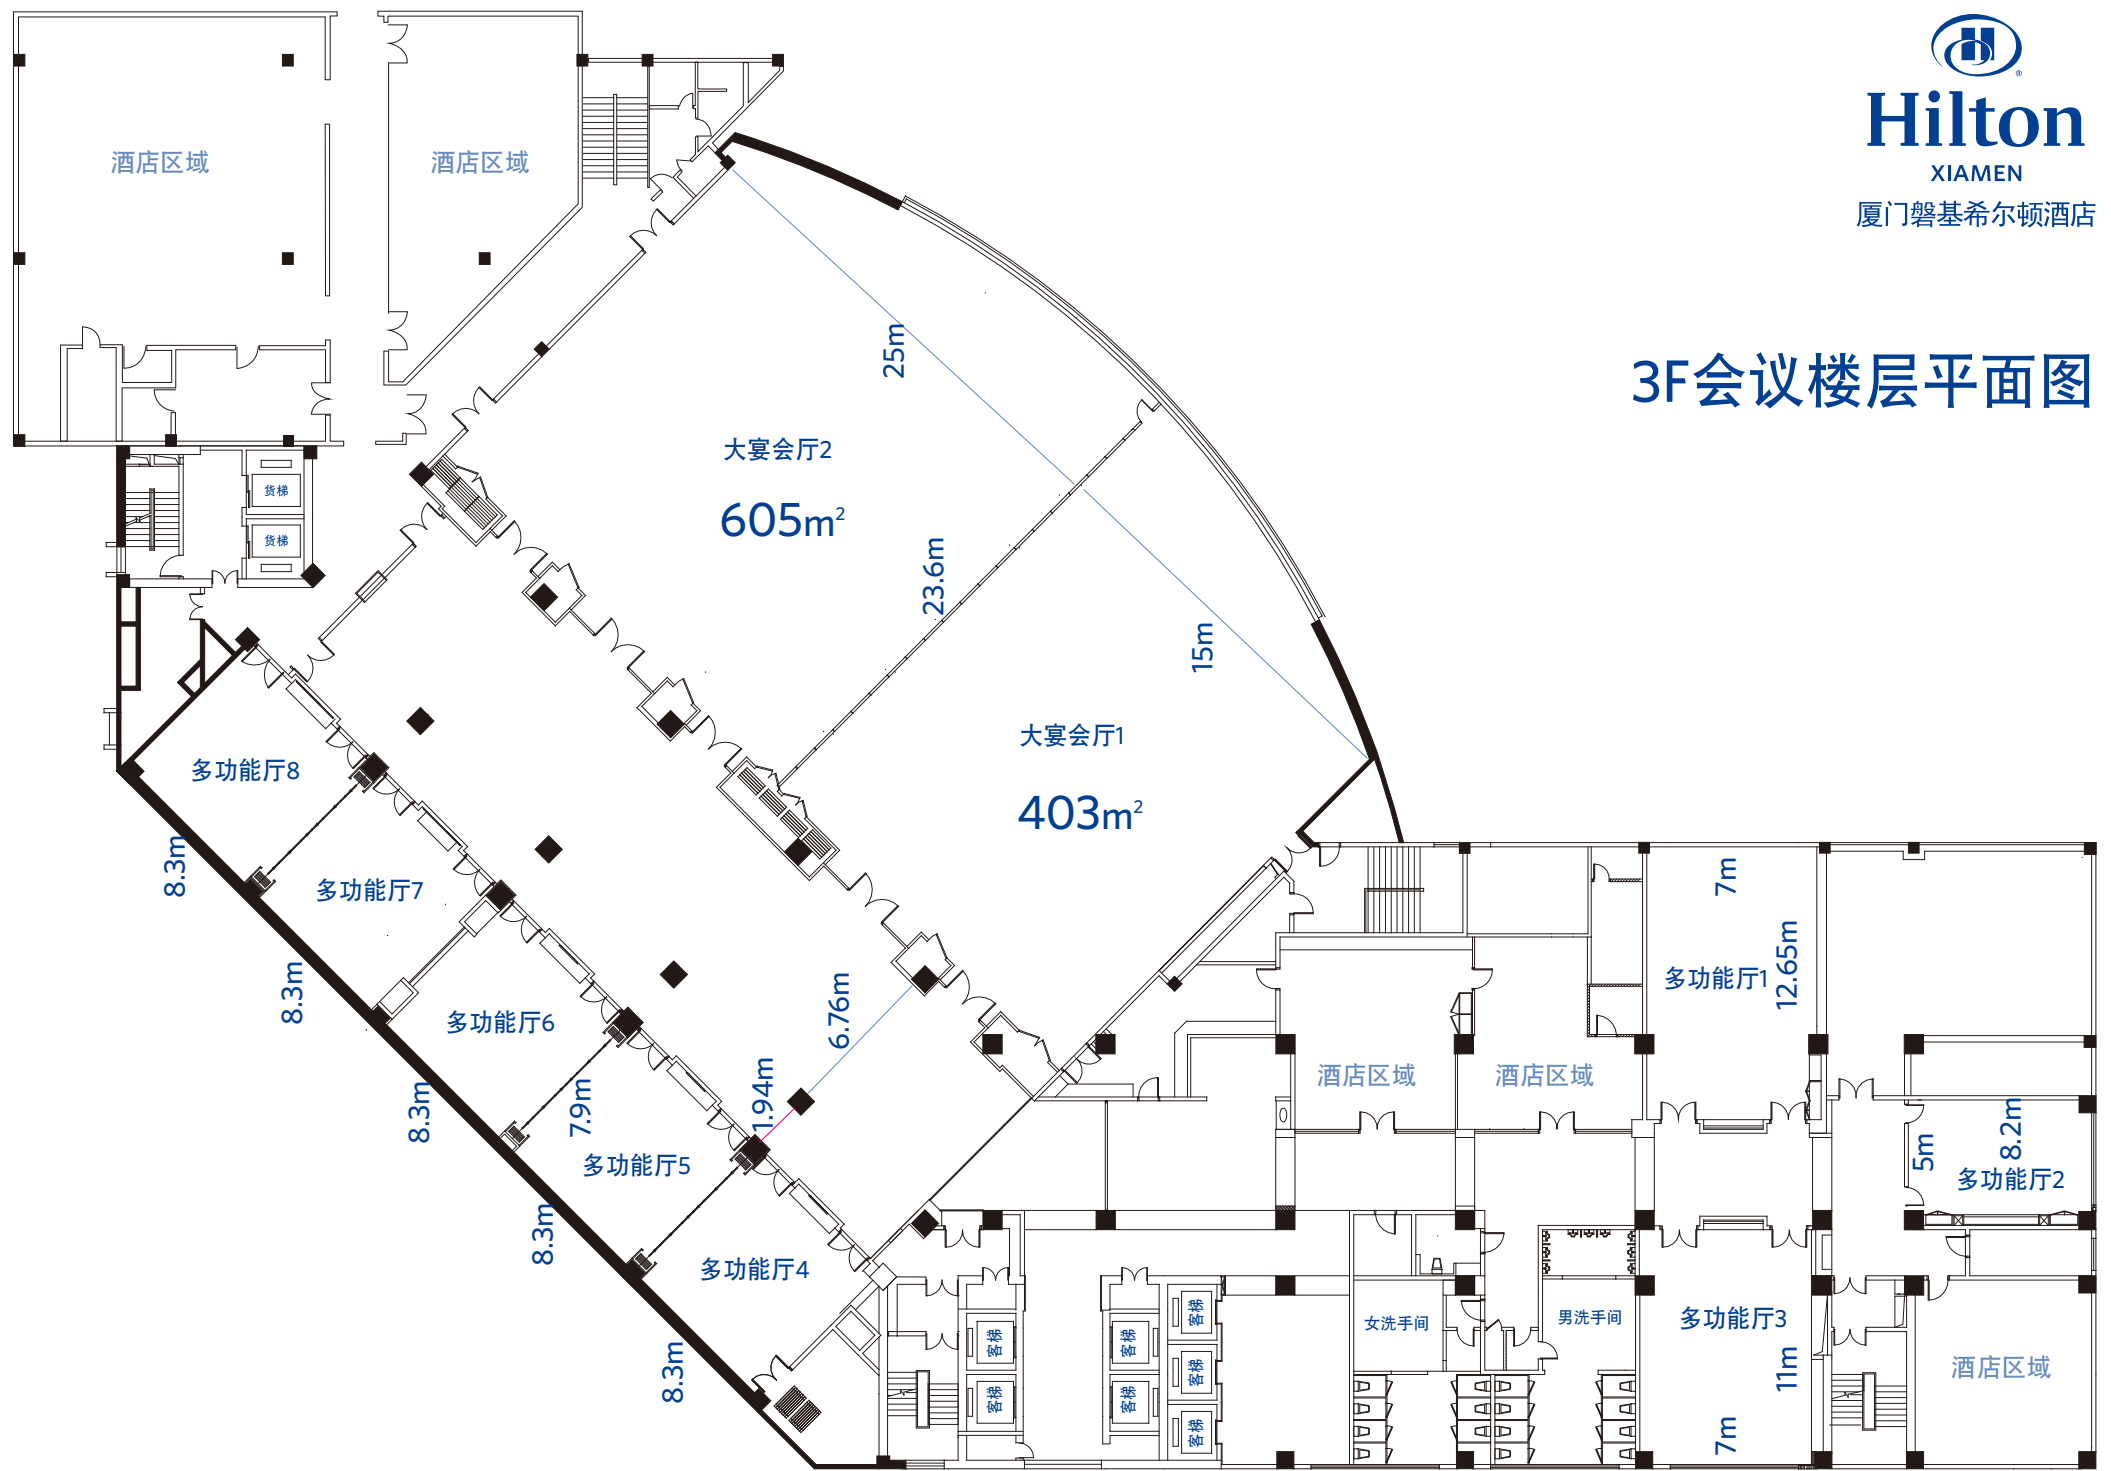 Hilton
XIAMEN
厦门磐基希尔顿酒店
3F会议楼层平面图
酒店区域
酒店区域
25m
大宴会厅2
605m²
23.6m
15m
大宴会厅1
403m²
货梯
货梯
多功能厅8
8.3m
多功能厅7
8.3m
多功能厅6
8.3m
7.9m
多功能厅5
8.3m
多功能厅4
8.3m
6.76m
1.94m
7m
多功能厅1
12.65m
酒店区域
酒店区域
5m
8.2m
多功能厅2
多功能厅3
11m
7m
酒店区域
女洗手间
男洗手间
客梯
客梯
客梯
客梯
客梯
客梯
客梯